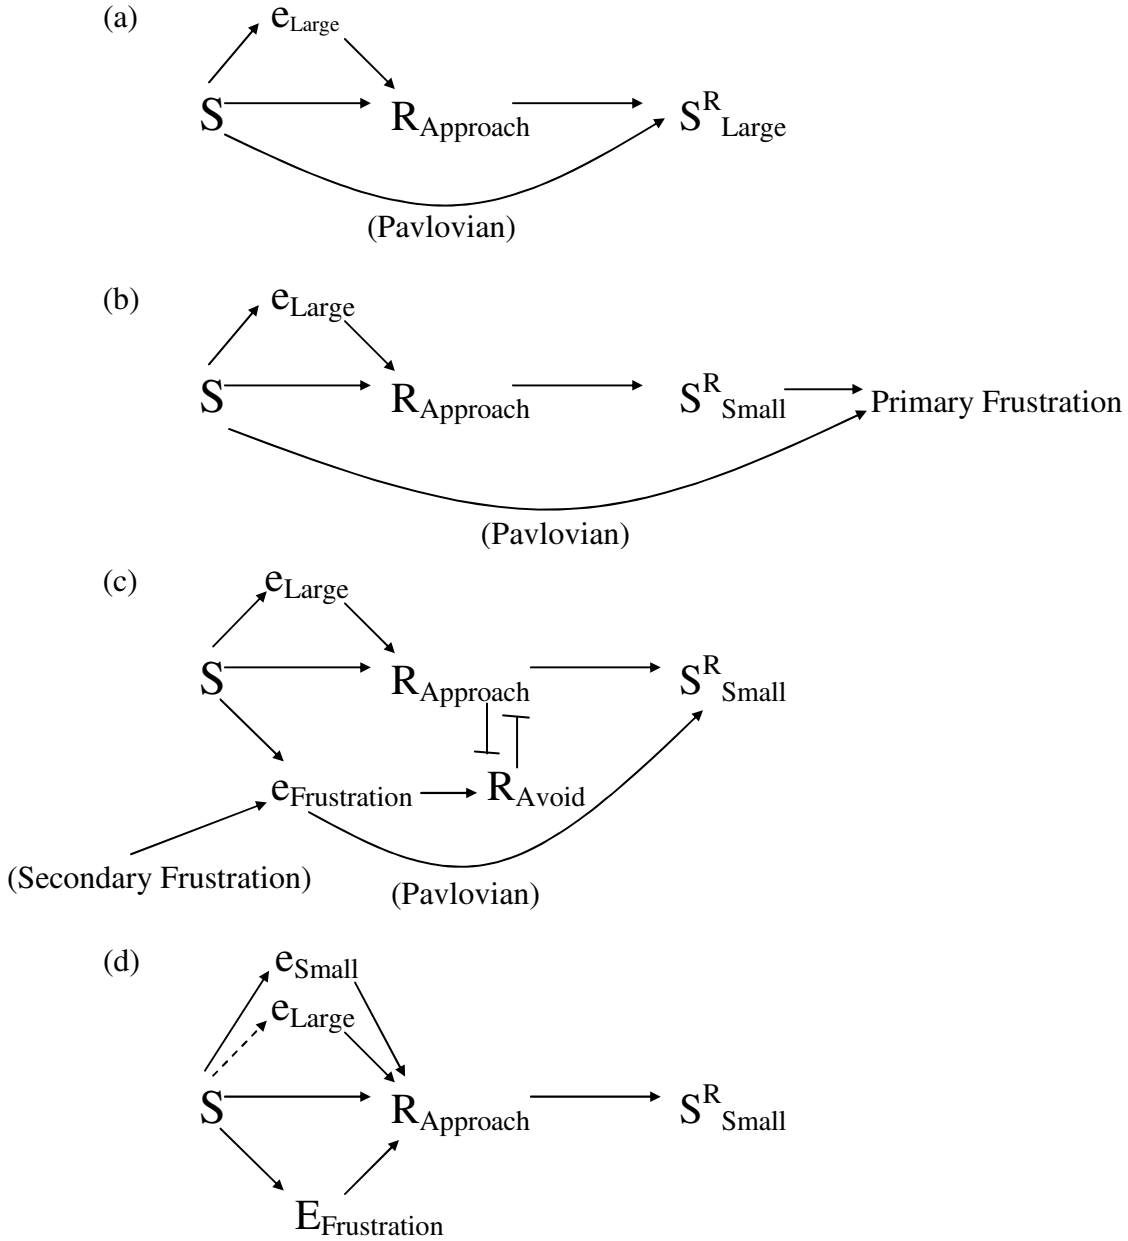 (a)
eLarge
S RApproach SRLarge
(Pavlovian)
(b)
eLarge
S RApproach SRSmall Primary Frustration
(Pavlovian)
(c)
eLarge
S RApproach SRSmall
eFrustration RAvoid
(Secondary Frustration)
(Pavlovian)
(d)
eSmall
eLarge
S RApproach SRSmall
EFrustration